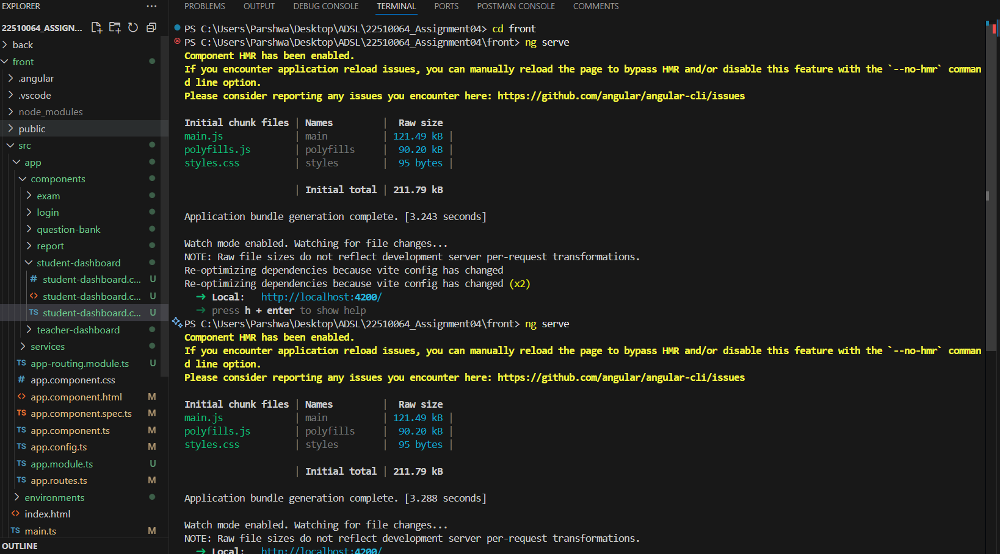 EXPLORER ...
22510064_ASSIGN...
back
front
.angular
.vscode
node_modules
public
src
app
components
exam
login
question-bank
report
student-dashboard
# student-dashboard.c... U
<> student-dashboard.c... U
TS student-dashboard.c... U
teacher-dashboard
services
TS app-routing.module.ts U
# app.component.css
<> app.component.html M
TS app.component.spec.ts M
TS app.component.ts M
TS app.config.ts M
TS app.module.ts U
TS app.routes.ts M
environments
<> index.html
TS main.ts M
OUTLINE
PROBLEMS OUTPUT DEBUG CONSOLE TERMINAL PORTS POSTMAN CONSOLE COMMENTS
PS C:\Users\Parshwa\Desktop\ADSL\22510064_Assignment04> cd front
PS C:\Users\Parshwa\Desktop\ADSL\22510064_Assignment04\front> ng serve
Component HMR has been enabled.
If you encounter application reload issues, you can manually reload the page to bypass HMR and/or disable this feature with the `--no-hmr` comman
d line option.
Please consider reporting any issues you encounter here: https://github.com/angular/angular-cli/issues
Initial chunk files | Names | Raw size
main.js | main | 121.49 kB |
polyfills.js | polyfills | 90.20 kB |
styles.css | styles | 95 bytes |
| Initial total | 211.79 kB
Application bundle generation complete. [3.243 seconds]
Watch mode enabled. Watching for file changes...
NOTE: Raw file sizes do not reflect development server per-request transformations.
Re-optimizing dependencies because vite config has changed
Re-optimizing dependencies because vite config has changed (x2)
➜ Local: http://localhost:4200/
➜ press h + enter to show help
PS C:\Users\Parshwa\Desktop\ADSL\22510064_Assignment04\front> ng serve
Component HMR has been enabled.
If you encounter application reload issues, you can manually reload the page to bypass HMR and/or disable this feature with the `--no-hmr` comman
d line option.
Please consider reporting any issues you encounter here: https://github.com/angular/angular-cli/issues
Initial chunk files | Names | Raw size
main.js | main | 121.49 kB |
polyfills.js | polyfills | 90.20 kB |
styles.css | styles | 95 bytes |
| Initial total | 211.79 kB
Application bundle generation complete. [3.288 seconds]
Watch mode enabled. Watching for file changes...
NOTE: Raw file sizes do not reflect development server per-request transformations.
➜ Local: http://localhost:4200/